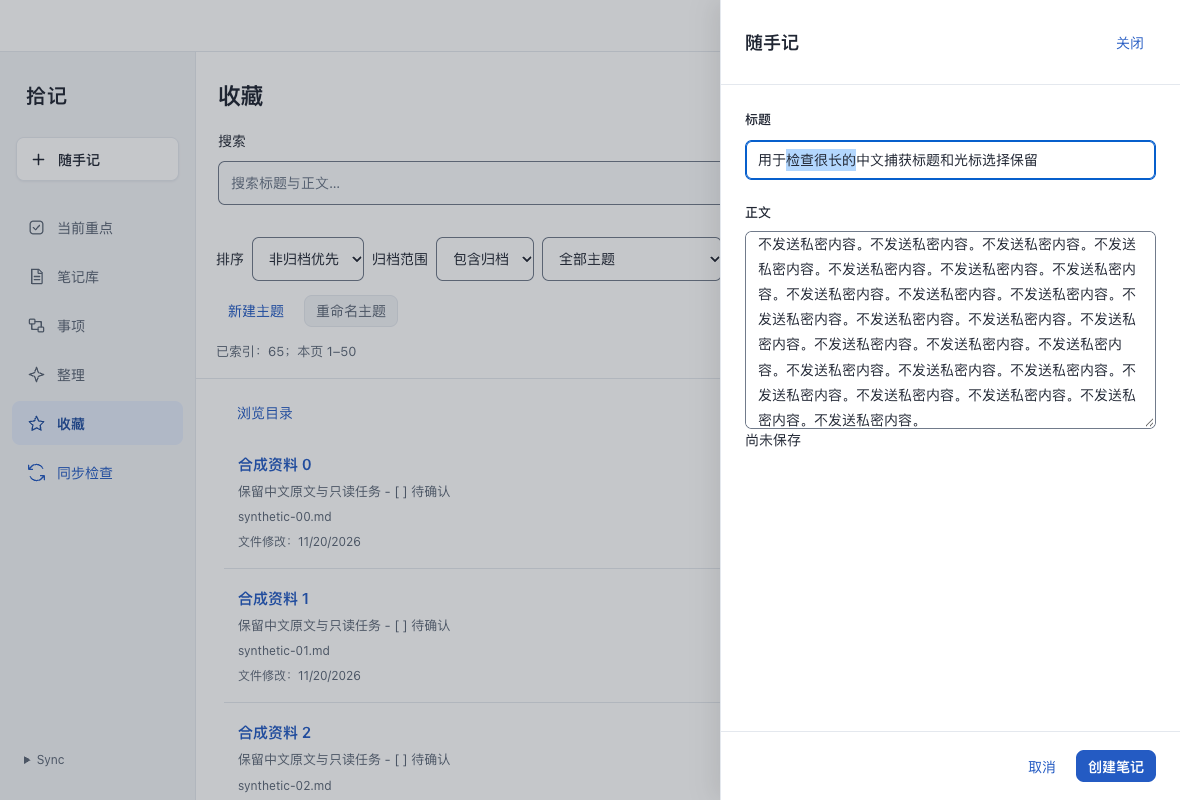 拾记
随手记
当前重点
笔记库
事项
整理
收藏
同步检查
Sync
收藏
搜索
搜索标题与正文…
排序 非归档优先 归档范围 包含归档 全部主题
新建主题 重命名主题
已索引：65；本页 1–50
浏览目录
合成资料 0
保留中文原文与只读任务 - [ ] 待确认
synthetic-00.md
文件修改：11/20/2026
合成资料 1
保留中文原文与只读任务 - [ ] 待确认
synthetic-01.md
文件修改：11/20/2026
合成资料 2
保留中文原文与只读任务 - [ ] 待确认
synthetic-02.md
随手记 关闭
标题
用于检查很长的中文捕获标题和光标选择保留
正文
不发送私密内容。不发送私密内容。不发送私密内容。不发送
私密内容。不发送私密内容。不发送私密内容。不发送私密内
容。不发送私密内容。不发送私密内容。不发送私密内容。不
发送私密内容。不发送私密内容。不发送私密内容。不发送私
密内容。不发送私密内容。不发送私密内容。不发送私密内
容。不发送私密内容。不发送私密内容。不发送私密内容。不
发送私密内容。不发送私密内容。不发送私密内容。不发送私
密内容。不发送私密内容。
尚未保存
取消 创建笔记